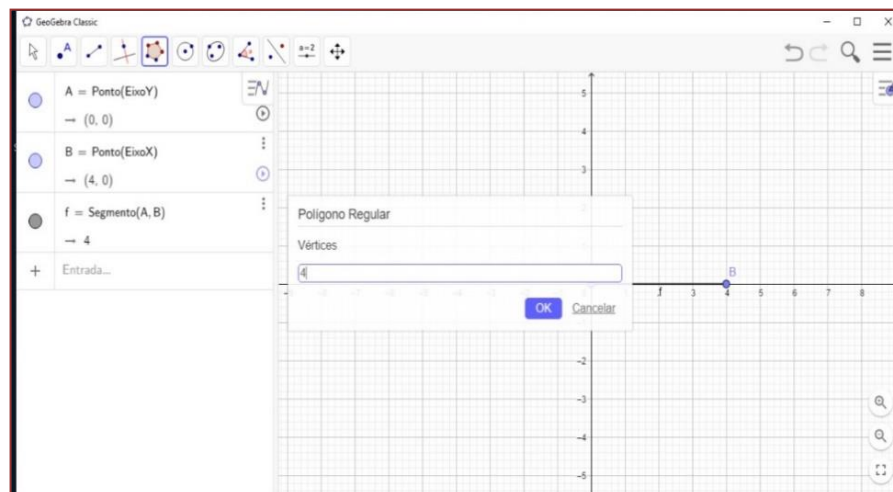 GeoGebra Classic
a=2
A = Ponto(EixoY)
→ (0, 0)
B = Ponto(EixoX)
→ (4, 0)
f = Segmento(A, B)
→ 4
+ Entrada...
Polígono Regular
Vértices
4
OK Cancelar
5
4
3
B
f 3 4 5 6 7 8
−2
−3
−4
−5